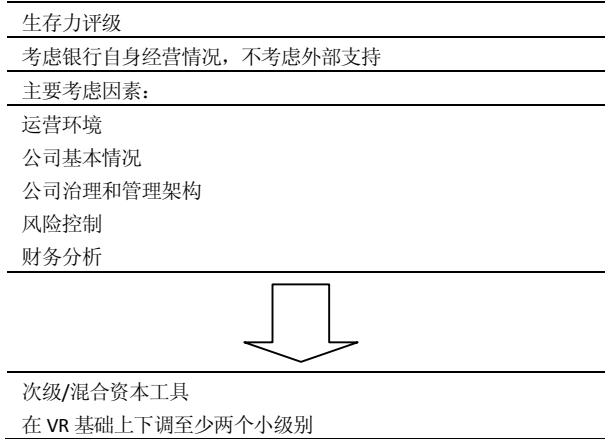 生存力评级
考虑银行自身经营情况，不考虑外部支持
主要考虑因素：
运营环境
公司基本情况
公司治理和管理架构
风险控制
财务分析
次级/混合资本工具
在 VR 基础上下调至少两个小级别